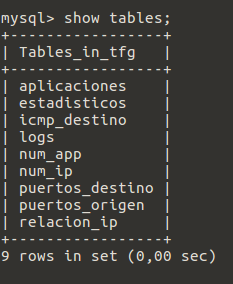 mysql> show tables;
+-----------------+
| Tables_in_tfg   |
+-----------------+
| aplicaciones    |
| estadisticos    |
| icmp_destino    |
| logs            |
| num_app         |
| num_ip          |
| puertos_destino |
| puertos_origen  |
| relacion_ip     |
+-----------------+
9 rows in set (0,00 sec)